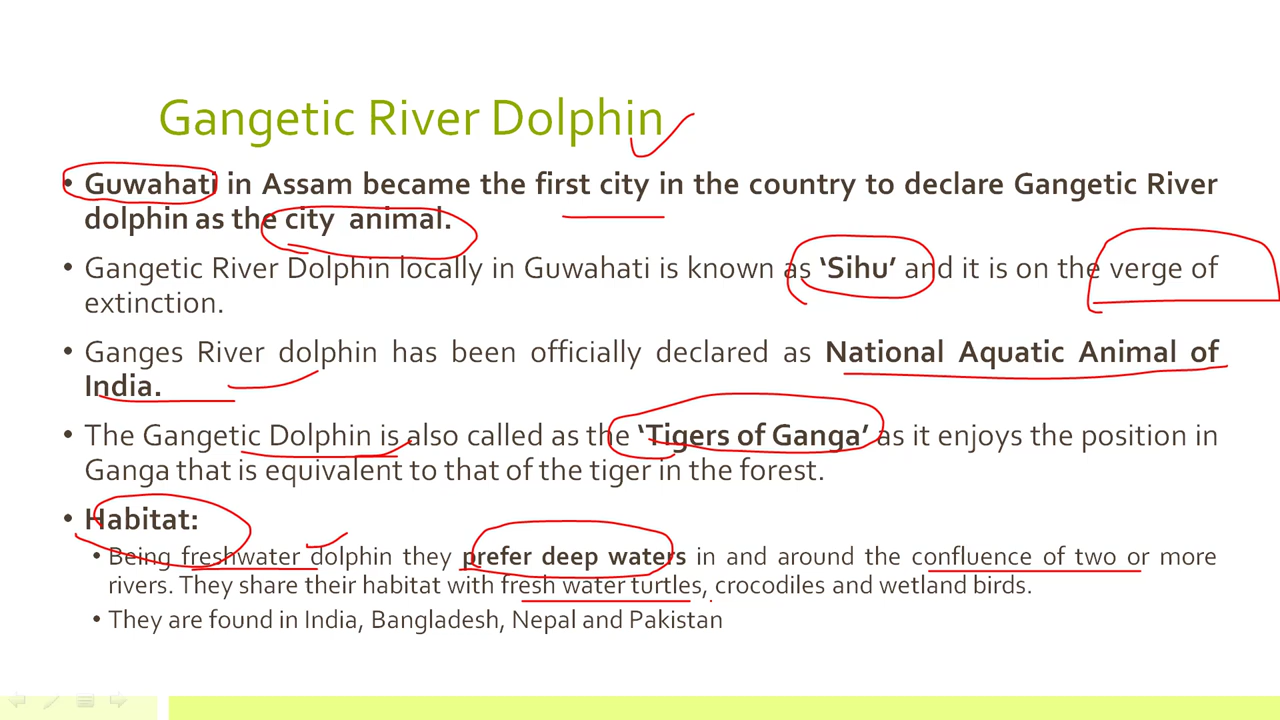 Gangetic River Dolphin
• Guwahati in Assam became the first city in the country to declare Gangetic River
dolphin as the city animal.
• Gangetic River Dolphin locally in Guwahati is known as ‘Sihu’ and it is on the verge of
extinction.
• Ganges River dolphin has been officially declared as National Aquatic Animal of
India.
• The Gangetic Dolphin is also called as the ‘Tigers of Ganga’ as it enjoys the position in
Ganga that is equivalent to that of the tiger in the forest.
• Habitat:
• Being freshwater dolphin they prefer deep waters in and around the confluence of two or more
rivers. They share their habitat with fresh water turtles, crocodiles and wetland birds.
• They are found in India, Bangladesh, Nepal and Pakistan